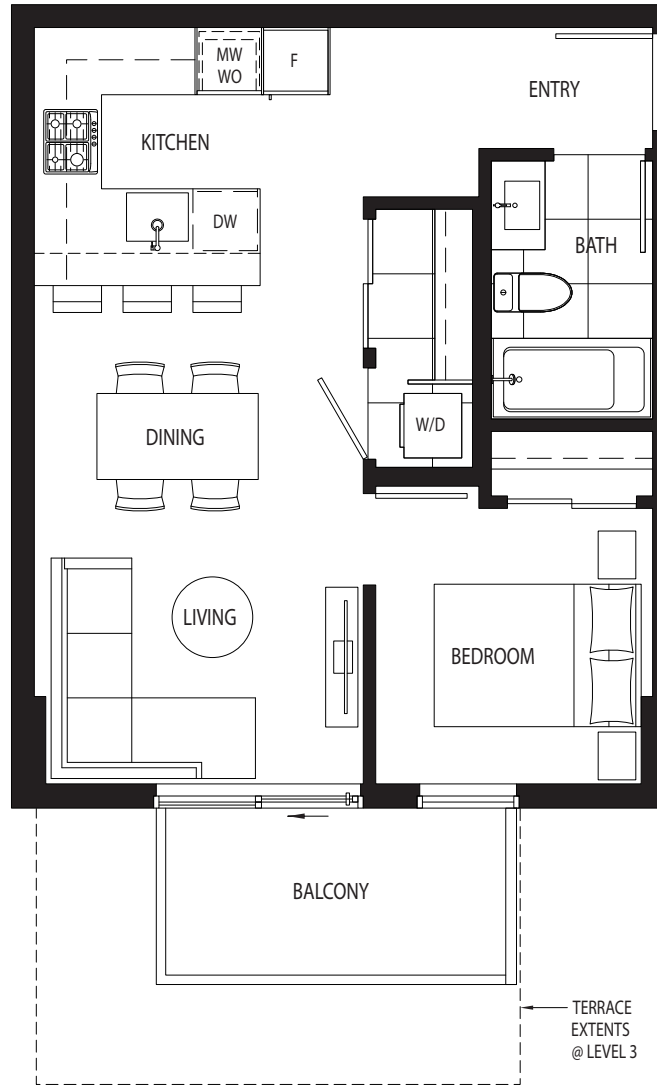 MW
WO
F
ENTRY
KITCHEN
DW
BATH
DINING
W/D
LIVING
BEDROOM
BALCONY
TERRACE
EXTENTS
@ LEVEL 3